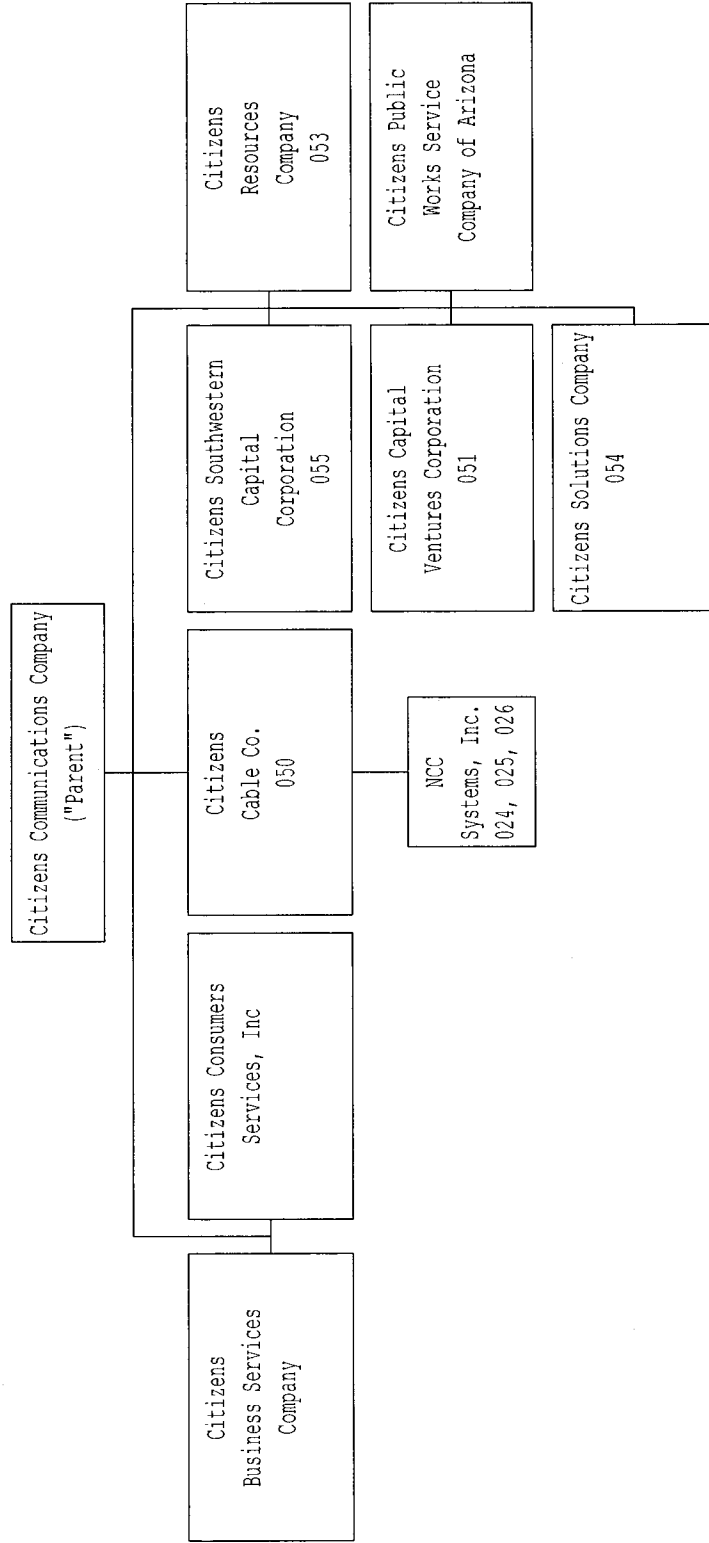 Citizens Communications Company
("Parent")
Citizens
Business Services
Company
Citizens Consumers
Services, Inc
Citizens
Cable Co.
050
Citizens Southwestern
Capital
Corporation
055
Citizens
Resources
Company
053
NCC
Systems, Inc.
024, 025, 026
Citizens Capital
Ventures Corporation
051
Citizens Public
Works Service
Company of Arizona
Citizens Solutions Company
054